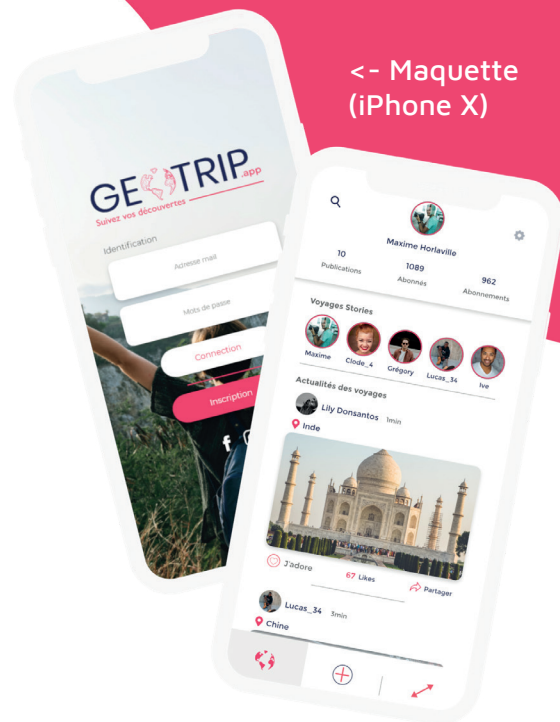 <- Maquette
(iPhone X)
GEOTRIP
.app
Suivez vos découvertes
Identification
Adresse mail
Mots de passe
Connection
Inscription
f
Maxime Horlaville
10
Publications
1089
Abonnés
962
Abonnements
Voyages Stories
Maxime
Clode_4
Grégory
Lucas_34
Ive
Actualités des voyages
Lily Donsantos 1min
Inde
J'adore
67 Likes
Partager
Lucas_34 3min
Chine